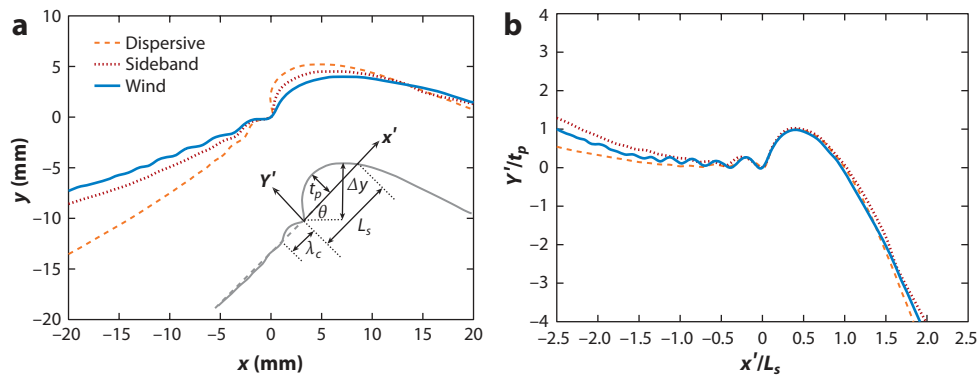 a
Dispersive
Sideband
Wind
y (mm)
20
15
10
5
0
−5
−10
−15
−20
−20
−15
−10
−5
0
5
10
15
20
x (mm)
x'
Y'
t_p
Δy
θ
L_s
λ_c
b
Y'/t_p
4
3
2
1
0
−1
−2
−3
−4
−2.5
−2.0
−1.5
−1.0
−0.5
0
0.5
1.0
1.5
2.0
2.5
x'/L_s